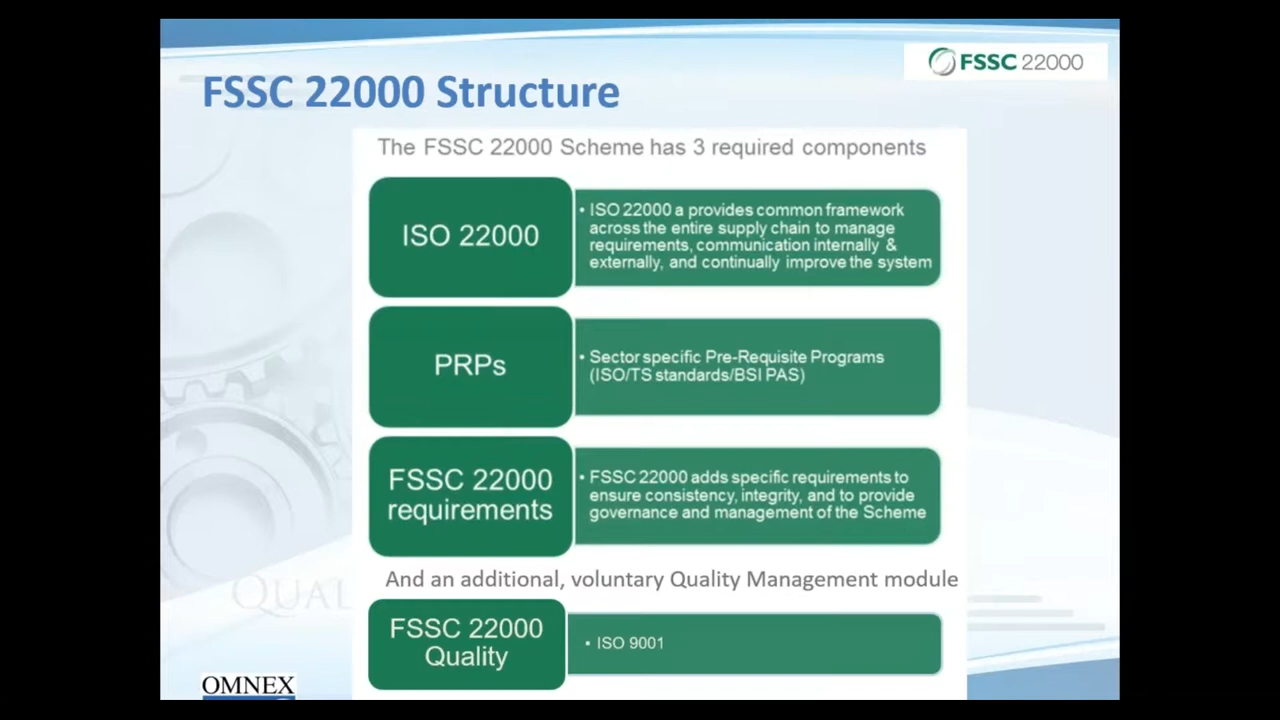 FSSC 22000
FSSC 22000 Structure
The FSSC 22000 Scheme has 3 required components
ISO 22000
• ISO 22000 a provides common framework
across the entire supply chain to manage
requirements, communication internally &
externally, and continually improve the system
PRPs
• Sector specific Pre-Requisite Programs
(ISO/TS standards/BSI PAS)
FSSC 22000
requirements
• FSSC 22000 adds specific requirements to
ensure consistency, integrity, and to provide
governance and management of the Scheme
And an additional, voluntary Quality Management module
FSSC 22000
Quality
• ISO 9001
QUAL
OMNEX